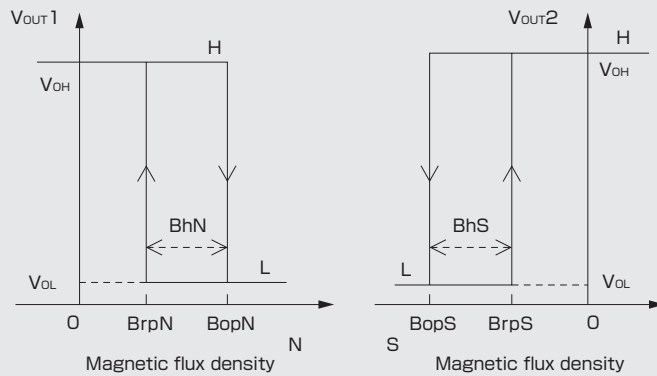 VOUT1
H
VOH
BhN
L
VOL
0 BrpN BopN
N
Magnetic flux density
VOUT2
H
VOH
BhS
L
VOL
BopS BrpS 0
S
Magnetic flux density